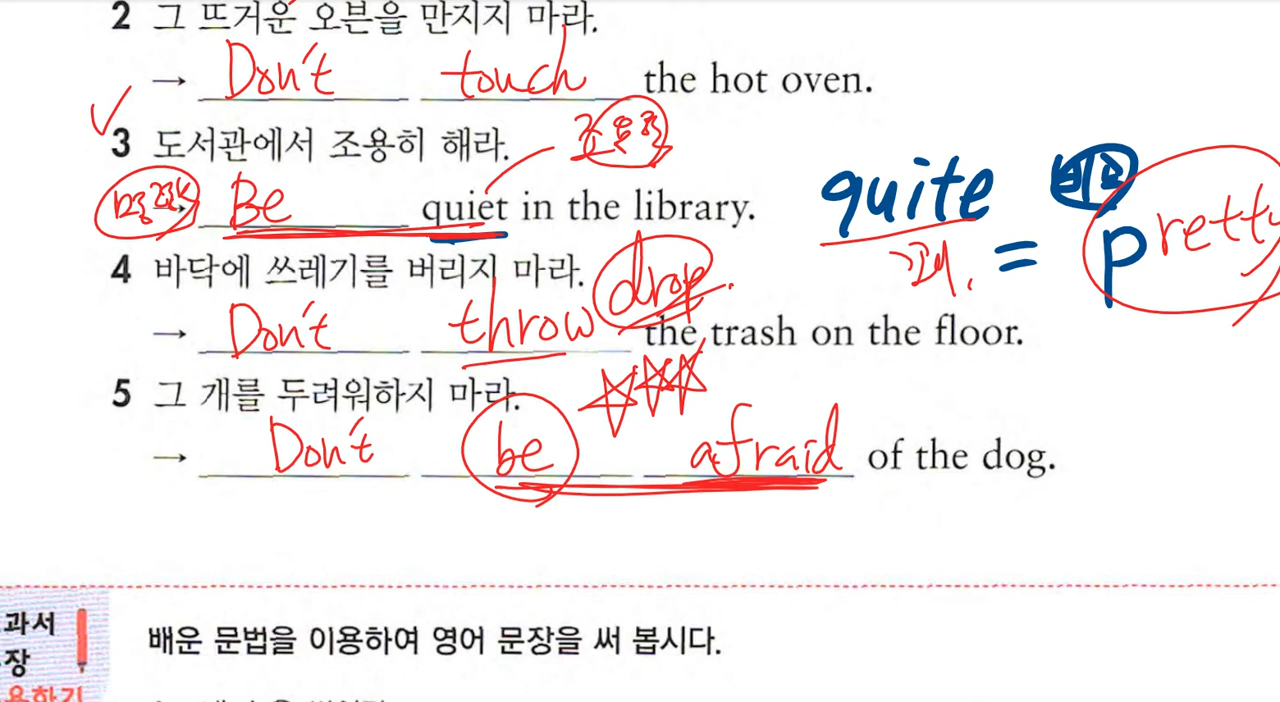 2 그 뜨거운 오븐을 만지지 마라.
→ Don't touch the hot oven.
3 도서관에서 조용히 해라. 조용한
Be quiet in the library.
quite = pretty
꽤.
4 바닥에 쓰레기를 버리지 마라. drop
→ Don't throw the trash on the floor.
5 그 개를 두려워하지 마라.
→ Don't be afraid of the dog.
과서
장
배운 문법을 이용하여 영어 문장을 써 봅시다.
용하기